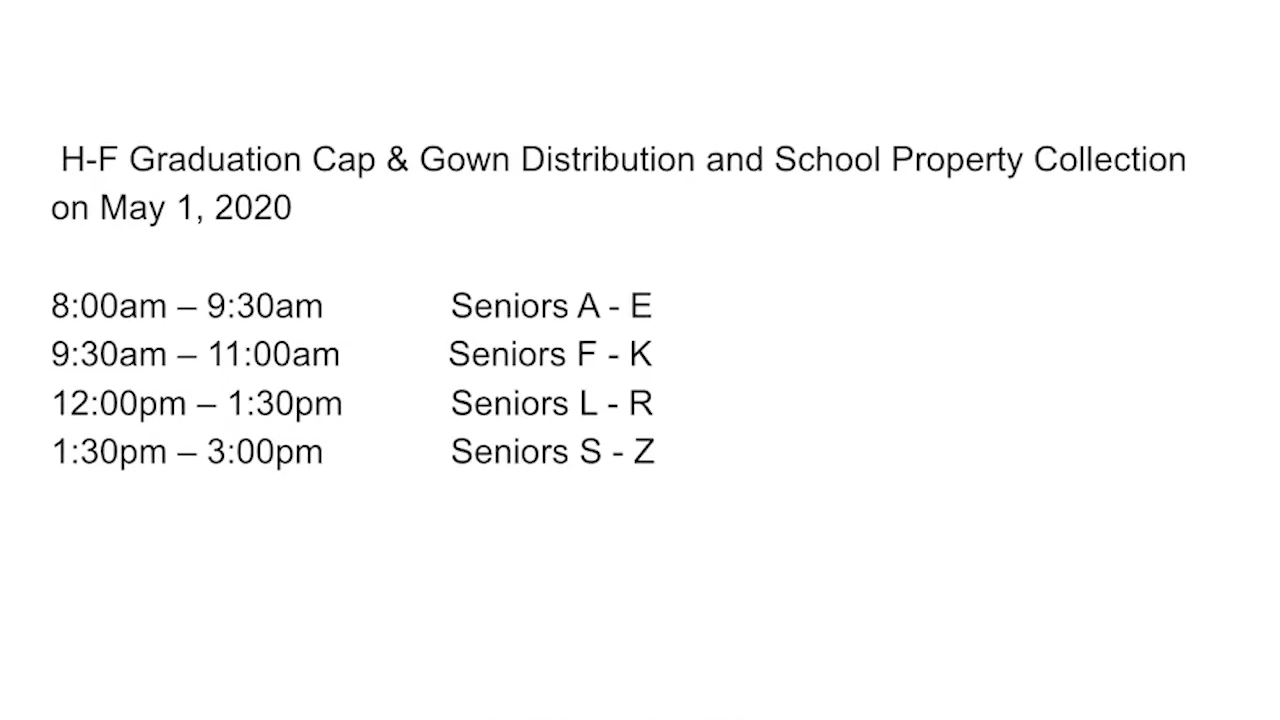 H-F Graduation Cap & Gown Distribution and School Property Collection
on May 1, 2020
8:00am – 9:30am Seniors A - E
9:30am – 11:00am Seniors F - K
12:00pm – 1:30pm Seniors L - R
1:30pm – 3:00pm Seniors S - Z